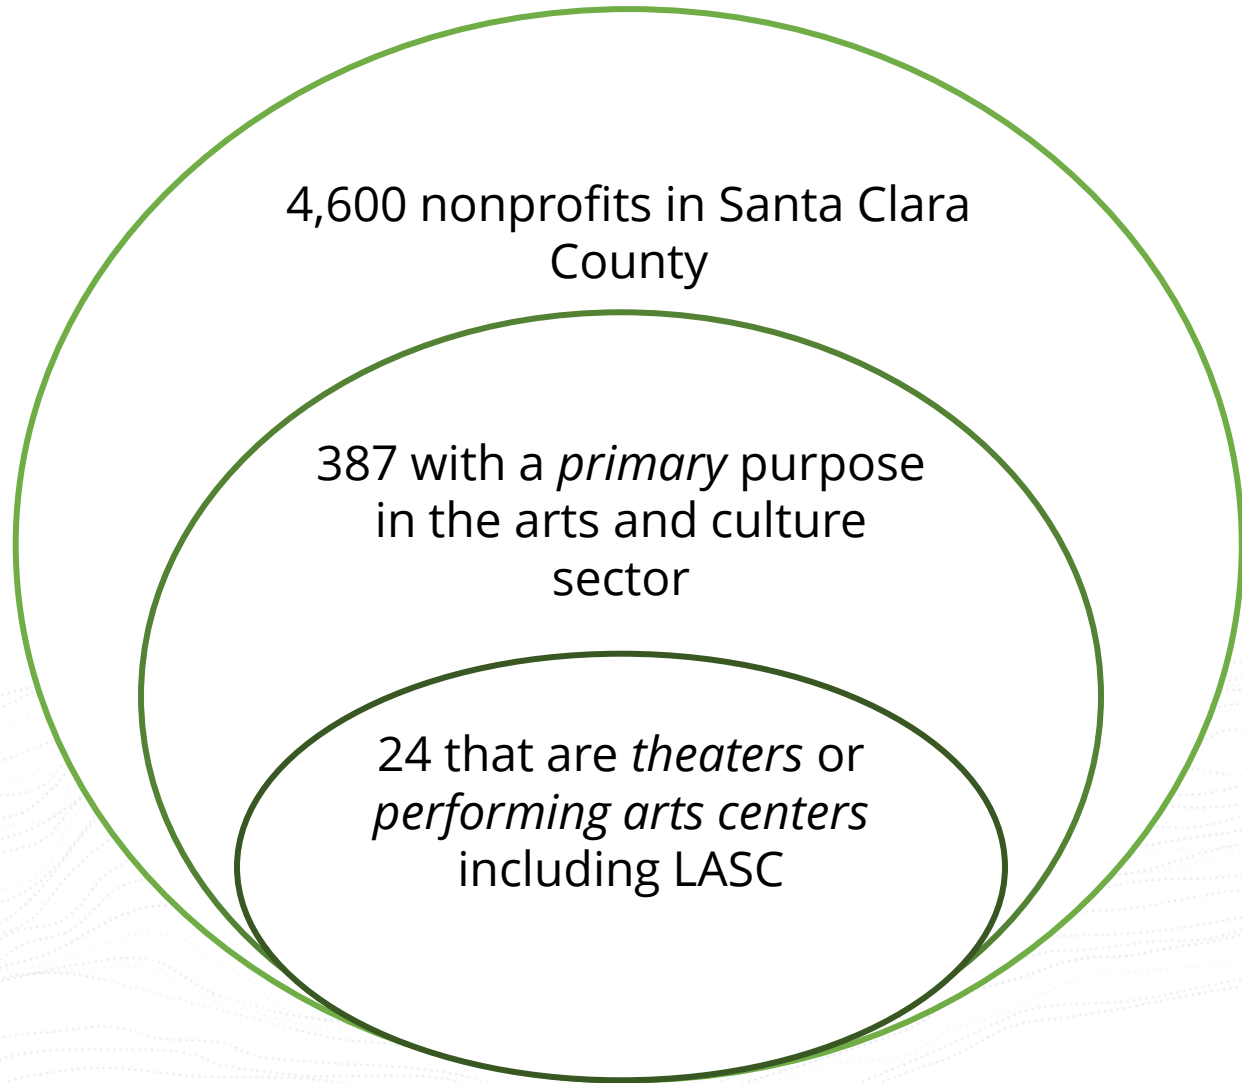 4,600 nonprofits in Santa Clara
County
387 with a primary purpose
in the arts and culture
sector
24 that are theaters or
performing arts centers
including LASC